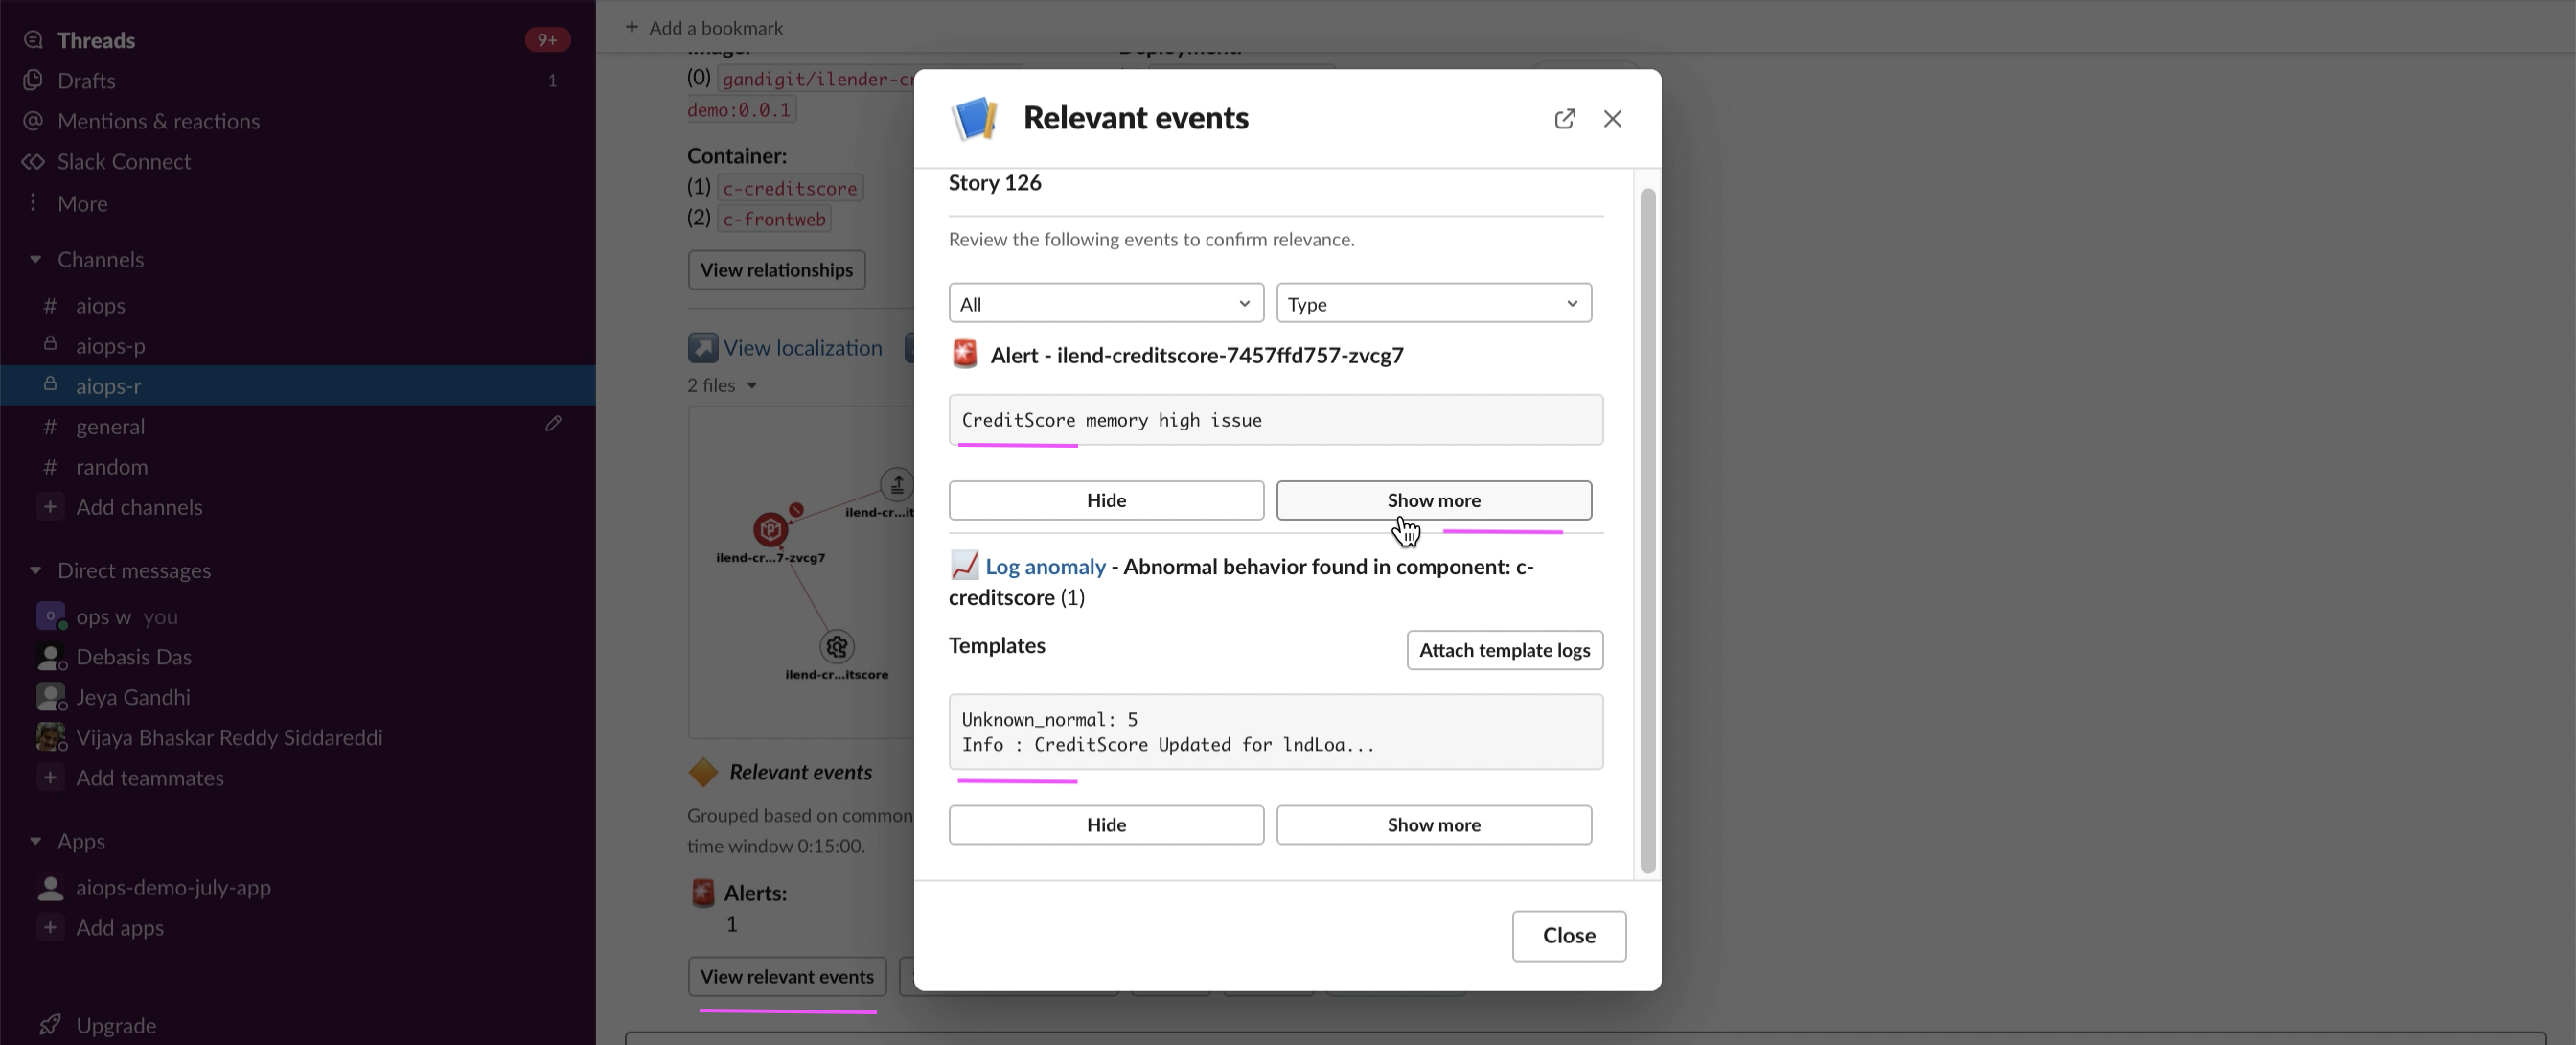 Threads
9+
Drafts
1
Mentions & reactions
Slack Connect
More
Channels
# aiops
aiops-p
aiops-r
# general
# random
+ Add channels
Direct messages
o ops w you
Debasis Das
Jeya Gandhi
Vijaya Bhaskar Reddy Siddareddi
+ Add teammates
Apps
aiops-demo-july-app
+ Add apps
Upgrade
+ Add a bookmark
(0) gandigit/ilender-cr
demo:0.0.1
Container:
(1) c-creditscore
(2) c-frontweb
View relationships
View localization
2 files
ilend-cr...it
ilend-cr...7-zvcg7
ilend-cr...itscore
Relevant events
Grouped based on common
time window 0:15:00.
Alerts:
1
View relevant events
Relevant events
Story 126
Review the following events to confirm relevance.
All
Type
Alert - ilend-creditscore-7457ffd757-zvcg7
CreditScore memory high issue
Hide
Show more
Log anomaly - Abnormal behavior found in component: c-
creditscore (1)
Templates
Attach template logs
Unknown_normal: 5
Info : CreditScore Updated for lndLoa...
Hide
Show more
Close